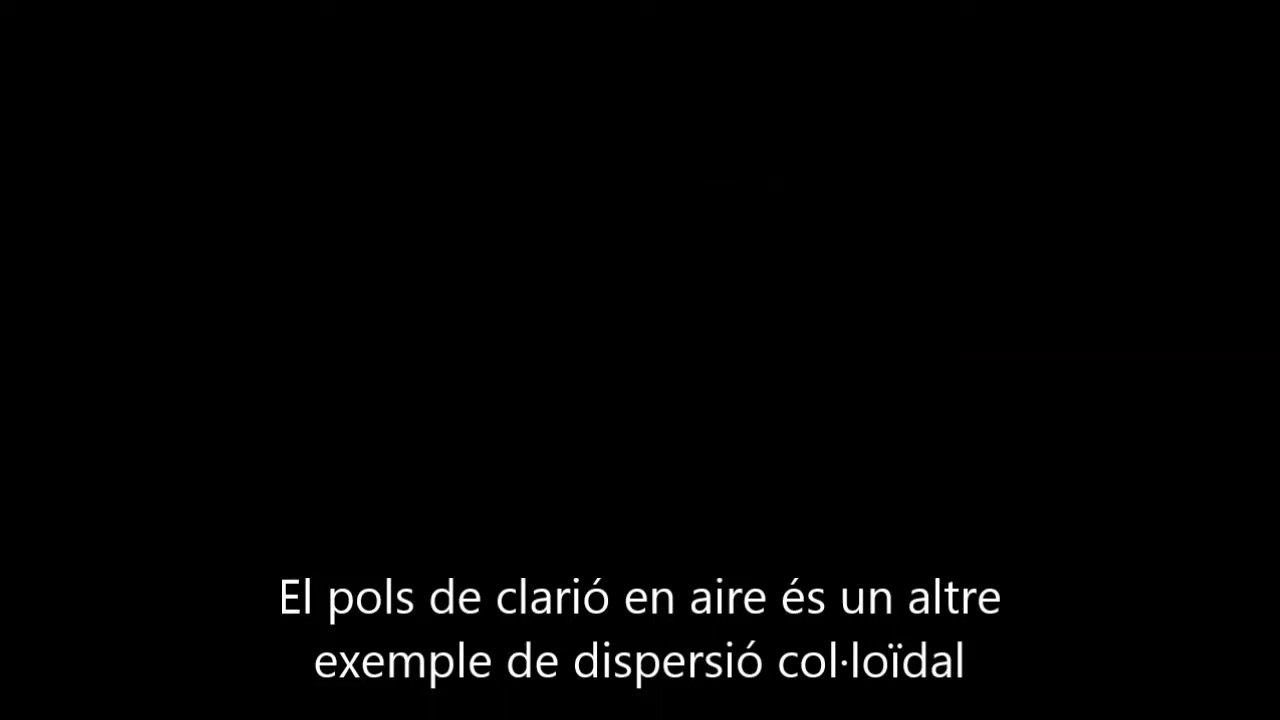 El pols de clarió en aire és un altre
exemple de dispersió col·loïdal